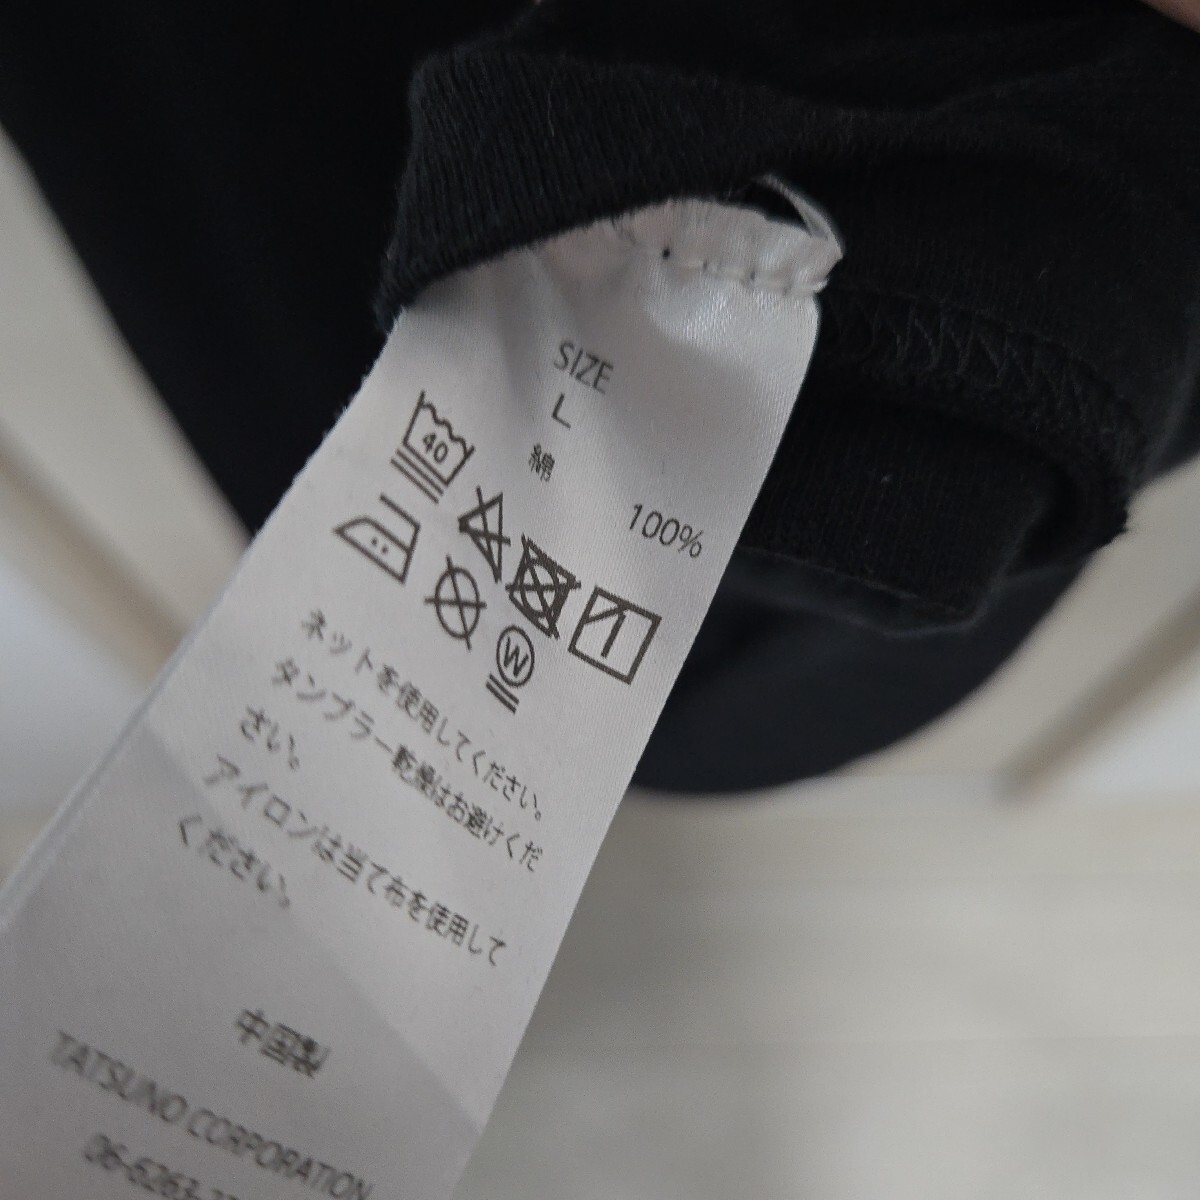 SIZE
L
綿 100%
40
W
ネットを使用してください。
タンブラー乾燥はお避けくだ
さい。
アイロンは当て布を使用して
ください。
中国製
TATSUNO CORPORATION
06-6263-